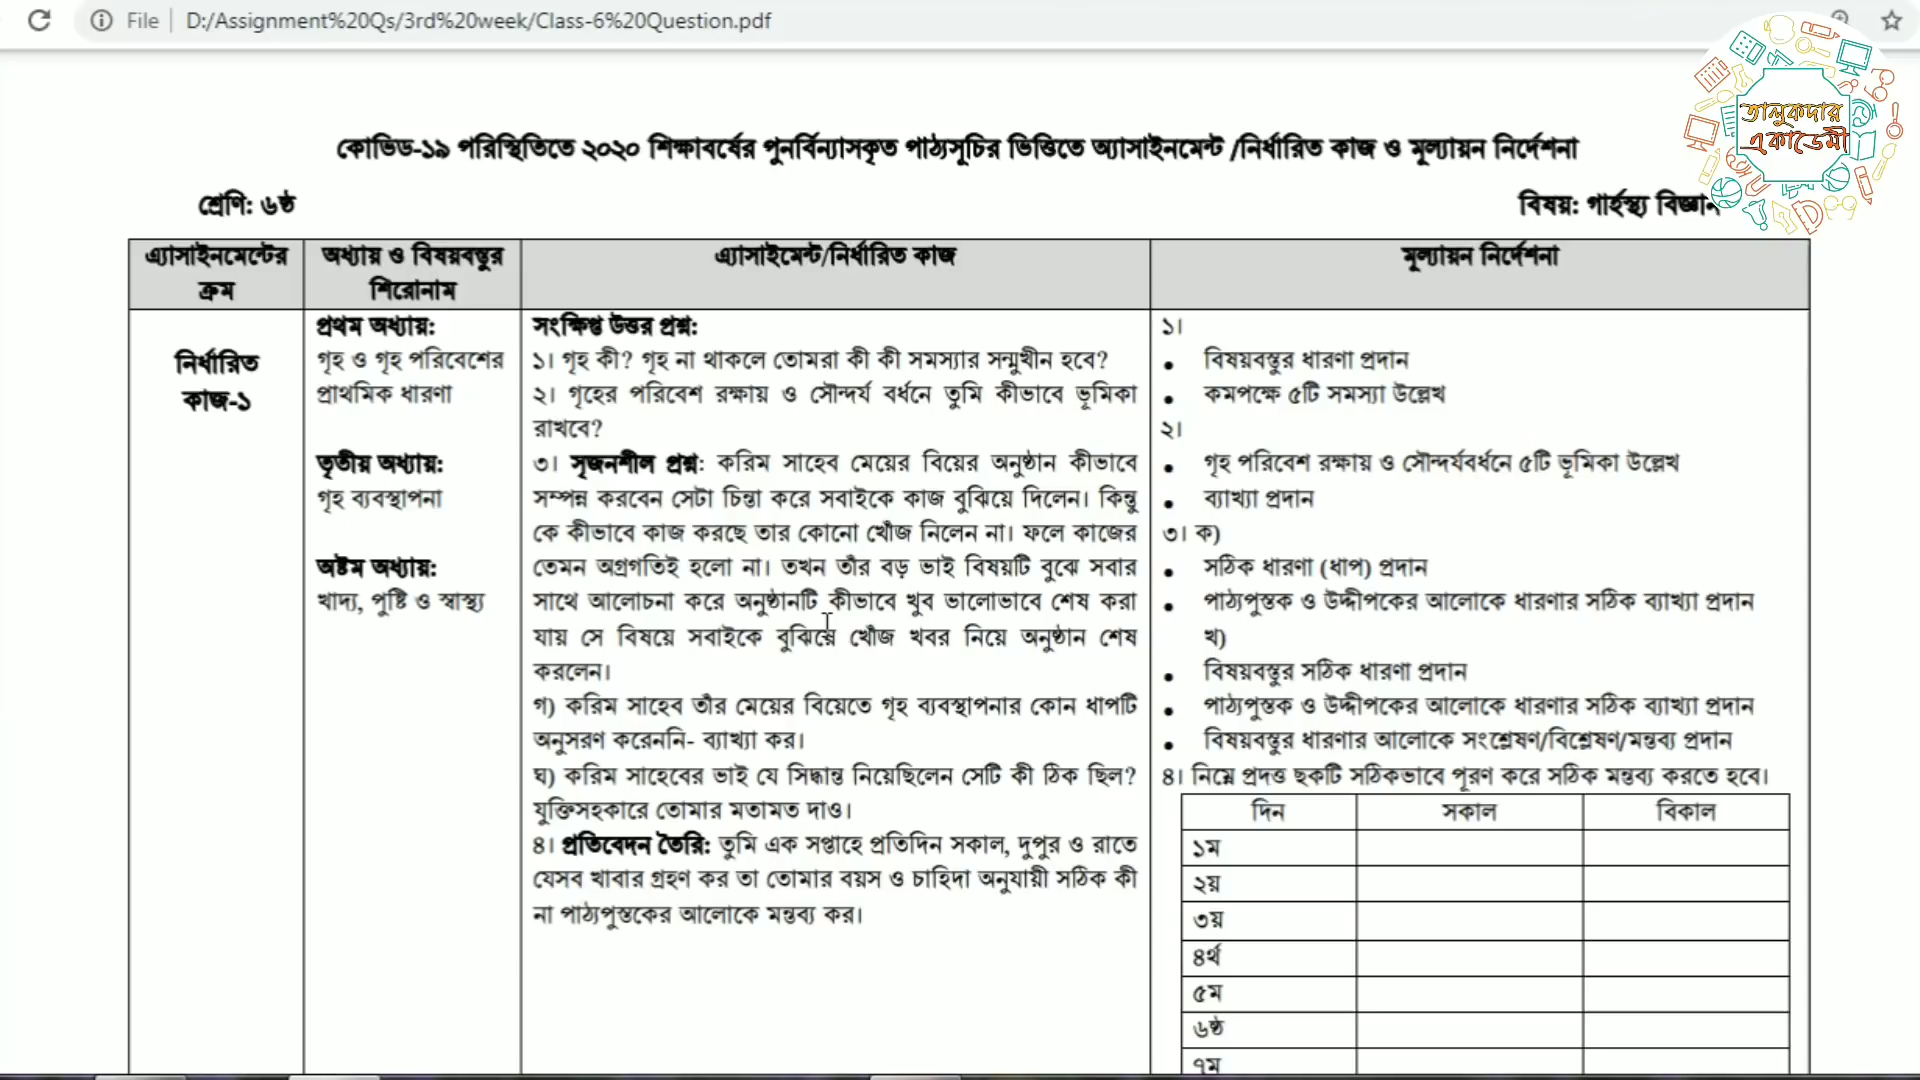 File D:/Assignment%20Qs/3rd%20week/Class-6%20Question.pdf
তালুকদার
একাডেমী
কোভিড-১৯ পরিস্থিতিতে ২০২০ শিক্ষাবর্ষের পুনর্বিন্যাসকৃত পাঠ্যসূচির ভিত্তিতে অ্যাসাইনমেন্ট /নির্ধারিত কাজ ও মূল্যায়ন নির্দেশনা
শ্রেণি: ৬ষ্ঠ
বিষয়: গার্হস্থ্য বিজ্ঞান
এ্যাসাইনমেন্টের
ক্রম
অধ্যায় ও বিষয়বস্তুর
শিরোনাম
এ্যাসাইমেন্ট/নির্ধারিত কাজ
মূল্যায়ন নির্দেশনা
নির্ধারিত
কাজ-১
প্রথম অধ্যায়:
গৃহ ও গৃহ পরিবেশের
প্রাথমিক ধারণা
তৃতীয় অধ্যায়:
গৃহ ব্যবস্থাপনা
অষ্টম অধ্যায়:
খাদ্য, পুষ্টি ও স্বাস্থ্য
সংক্ষিপ্ত উত্তর প্রশ্ন:
১। গৃহ কী? গৃহ না থাকলে তোমরা কী কী সমস্যার সন্মুখীন হবে?
২। গৃহের পরিবেশ রক্ষায় ও সৌন্দর্য বর্ধনে তুমি কীভাবে ভূমিকা
রাখবে?
৩। সৃজনশীল প্রশ্ন: করিম সাহেব মেয়ের বিয়ের অনুষ্ঠান কীভাবে
সম্পন্ন করবেন সেটা চিন্তা করে সবাইকে কাজ বুঝিয়ে দিলেন। কিন্তু
কে কীভাবে কাজ করছে তার কোনো খোঁজ নিলেন না। ফলে কাজের
তেমন অগ্রগতিই হলো না। তখন তাঁর বড় ভাই বিষয়টি বুঝে সবার
সাথে আলোচনা করে অনুষ্ঠানটি কীভাবে খুব ভালোভাবে শেষ করা
যায় সে বিষয়ে সবাইকে বুঝিয়ে খোঁজ খবর নিয়ে অনুষ্ঠান শেষ
করলেন।
গ) করিম সাহেব তাঁর মেয়ের বিয়েতে গৃহ ব্যবস্থাপনার কোন ধাপটি
অনুসরণ করেননি- ব্যাখ্যা কর।
ঘ) করিম সাহেবের ভাই যে সিদ্ধান্ত নিয়েছিলেন সেটি কী ঠিক ছিল?
যুক্তিসহকারে তোমার মতামত দাও।
৪। প্রতিবেদন তৈরি: তুমি এক সপ্তাহে প্রতিদিন সকাল, দুপুর ও রাতে
যেসব খাবার গ্রহণ কর তা তোমার বয়স ও চাহিদা অনুযায়ী সঠিক কী
না পাঠ্যপুস্তকের আলোকে মন্তব্য কর।
১।
• বিষয়বস্তুর ধারণা প্রদান
• কমপক্ষে ৫টি সমস্যা উল্লেখ
২।
• গৃহ পরিবেশ রক্ষায় ও সৌন্দর্যবর্ধনে ৫টি ভূমিকা উল্লেখ
• ব্যাখ্যা প্রদান
৩। ক)
• সঠিক ধারণা (ধাপ) প্রদান
• পাঠ্যপুস্তক ও উদ্দীপকের আলোকে ধারণার সঠিক ব্যাখ্যা প্রদান
খ)
• বিষয়বস্তুর সঠিক ধারণা প্রদান
• পাঠ্যপুস্তক ও উদ্দীপকের আলোকে ধারণার সঠিক ব্যাখ্যা প্রদান
• বিষয়বস্তুর ধারণার আলোকে সংশ্লেষণ/বিশ্লেষণ/মন্তব্য প্রদান
৪। নিম্নে প্রদত্ত ছকটি সঠিকভাবে পূরণ করে সঠিক মন্তব্য করতে হবে।
দিন সকাল বিকাল
১ম
২য়
৩য়
৪র্থ
৫ম
৬ষ্ঠ
৭ম